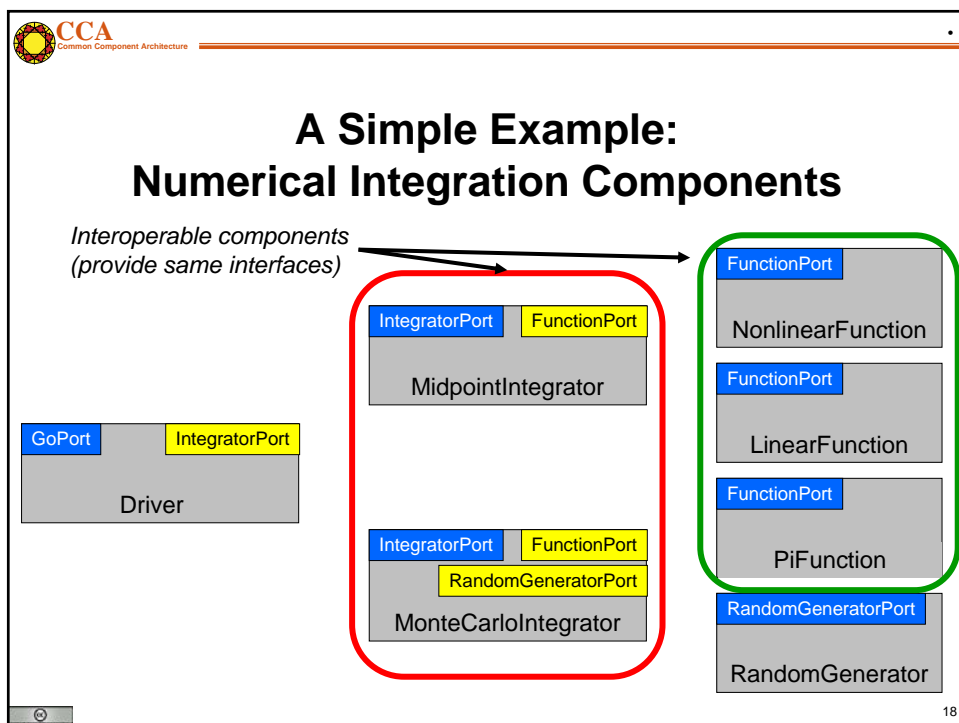 CCA
Common Component Architecture
.
A Simple Example:
Numerical Integration Components
Interoperable components
(provide same interfaces)
GoPort
IntegratorPort
Driver
IntegratorPort
FunctionPort
MidpointIntegrator
IntegratorPort
FunctionPort
RandomGeneratorPort
MonteCarloIntegrator
FunctionPort
NonlinearFunction
FunctionPort
LinearFunction
FunctionPort
PiFunction
RandomGeneratorPort
RandomGenerator
cc
18